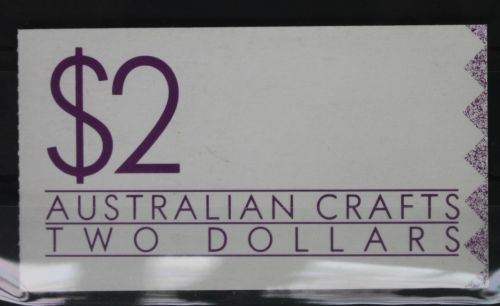 $2
AUSTRALIAN CRAFTS
TWO DOLLARS